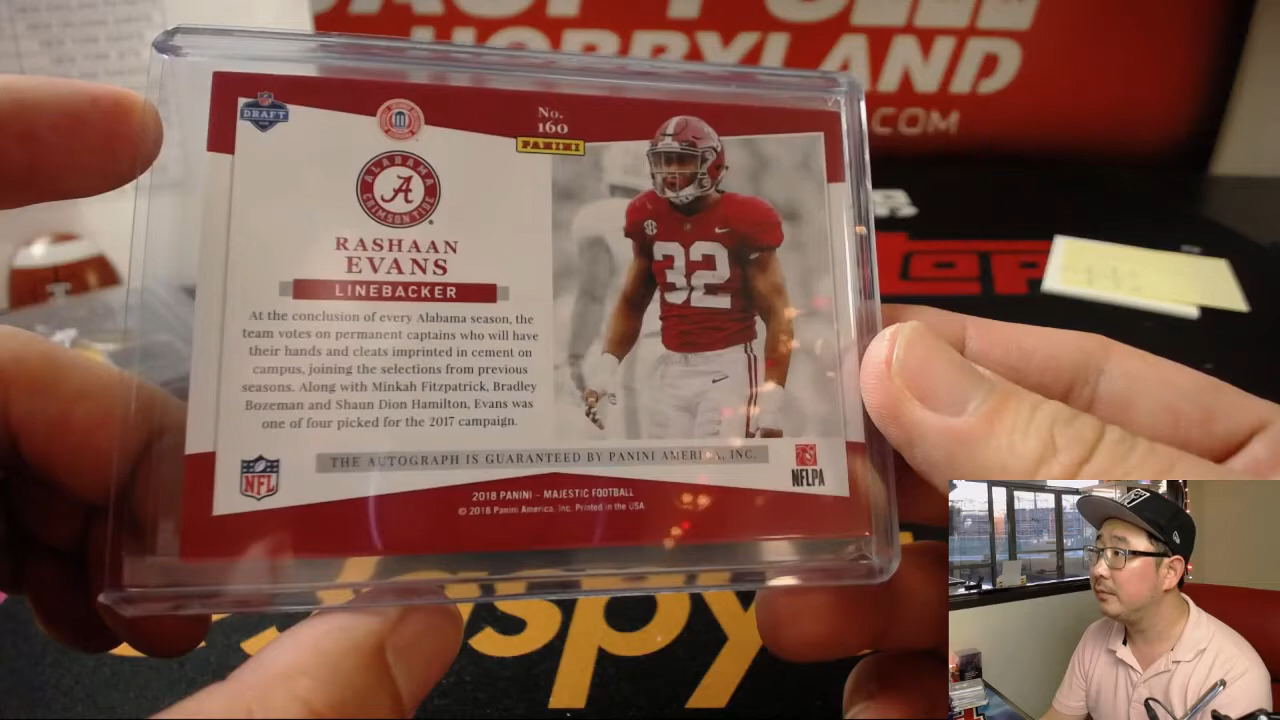 HOBBYLAND
.COM
DRAFT
No.
160
PANINI
ALABAMA
A
CRIMSON TIDE
RASHAAN
EVANS
LINEBACKER
At the conclusion of every Alabama season, the
team votes on permanent captains who will have
their hands and cleats imprinted in cement on
campus, joining the selections from previous
seasons. Along with Minkah Fitzpatrick, Bradley
Bozeman and Shaun Dion Hamilton, Evans was
one of four picked for the 2017 campaign.
32
THE AUTOGRAPH IS GUARANTEED BY PANINI AMERICA, INC.
NFL
NFLPA
2018 PANINI – MAJESTIC FOOTBALL
© 2018 Panini America, Inc. Printed in the USA.